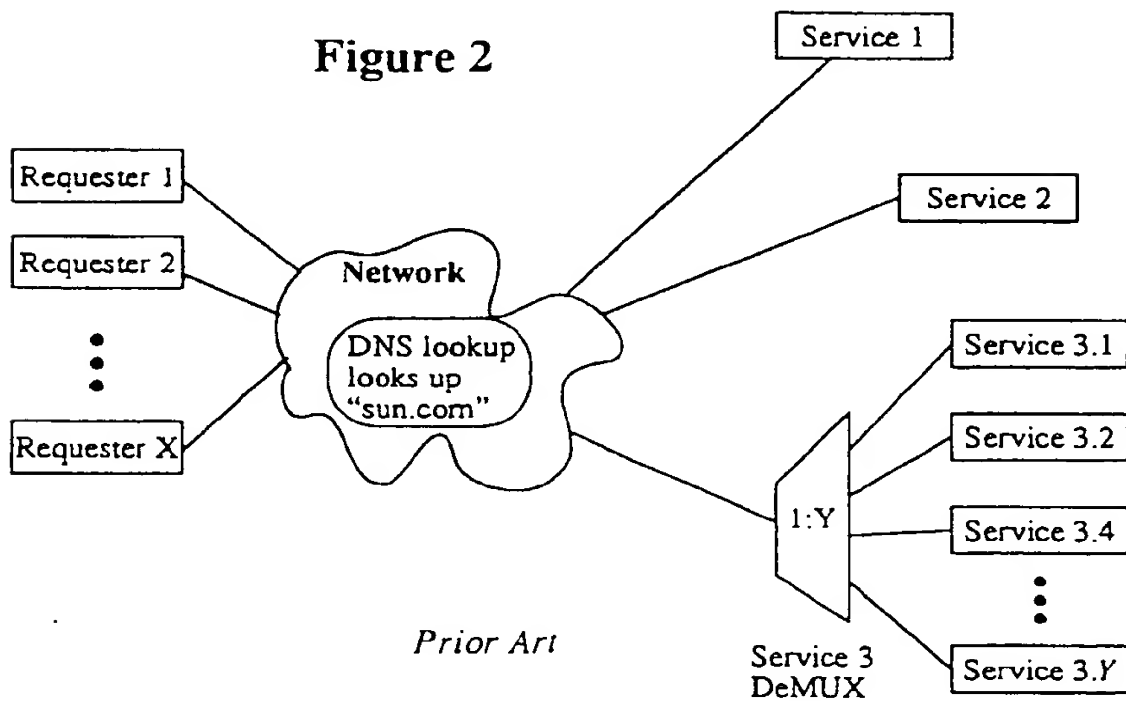 Figure 2
Service 1
Requester 1
Service 2
Requester 2
Network
DNS lookup
looks up
“sun.com”
Requester X
Service 3.1
Service 3.2
1:Y
Service 3.4
Service 3.Y
Service 3
DeMUX
Prior Art